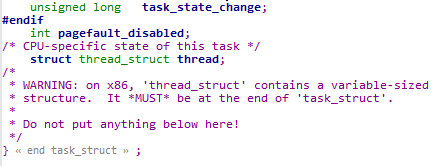 unsigned long task_state_change;
#endif
int pagefault_disabled;
/* CPU-specific state of this task */
struct thread_struct thread;
/*
* WARNING: on x86, 'thread_struct' contains a variable-sized
* structure. It *MUST* be at the end of 'task_struct'.
*
* Do not put anything below here!
*/
} « end task_struct » ;